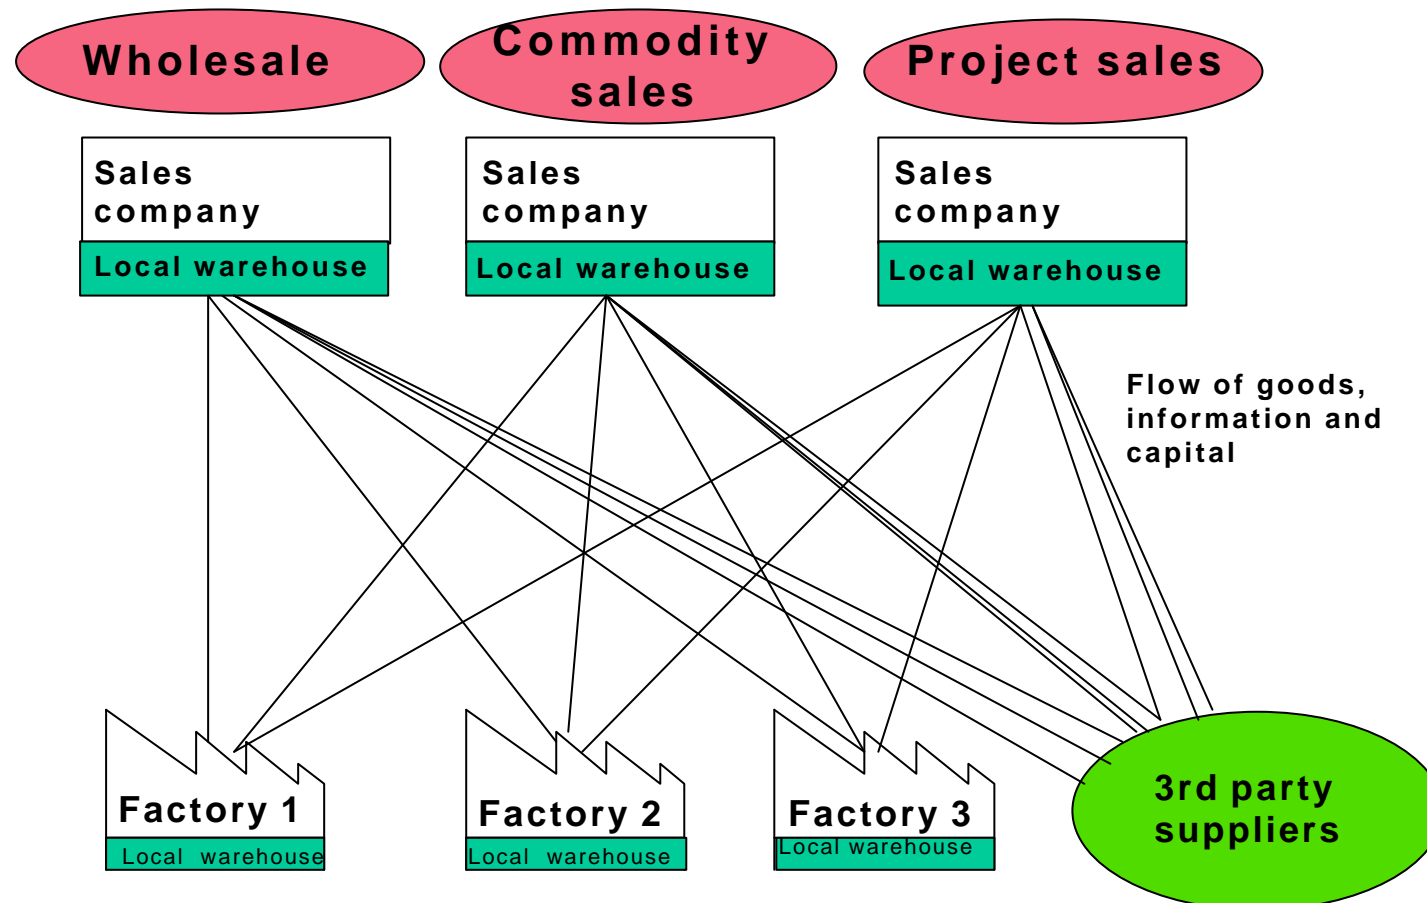 Wholesale
Commodity
sales
Project sales
Sales
company
Local warehouse
Sales
company
Local warehouse
Sales
company
Local warehouse
Flow of goods,
information and
capital
Factory 1
Local warehouse
Factory 2
Local warehouse
Factory 3
Local warehouse
3rd party
suppliers